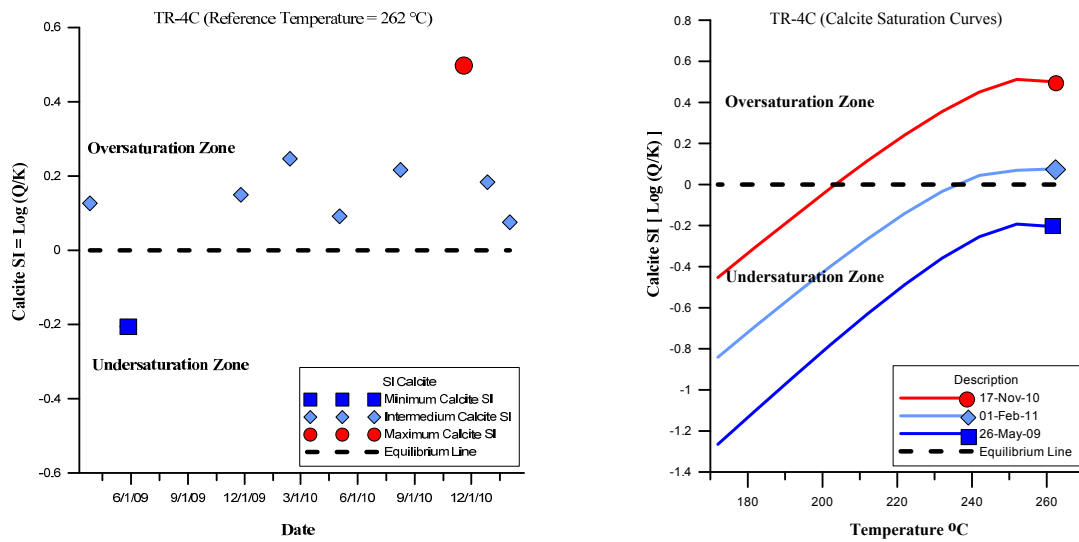 TR-4C (Reference Temperature = 262 °C)
0.6
0.4
0.2
0
-0.2
-0.4
-0.6
Calcite SI = Log (Q/K)
Oversaturation Zone
Undersaturation Zone
SI Calcite
Minimum Calcite SI
Intermedium Calcite SI
Maximum Calcite SI
Equilibrium Line
6/1/09 9/1/09 12/1/09 3/1/10 6/1/10 9/1/10 12/1/10
Date
TR-4C (Calcite Saturation Curves)
0.8
0.6
0.4
0.2
0
-0.2
-0.4
-0.6
-0.8
-1
-1.2
-1.4
Calcite SI [ Log (Q/K) ]
Oversaturation Zone
Undersaturation Zone
Description
17-Nov-10
01-Feb-11
26-May-09
Equilibrium Line
180 200 220 240 260
Temperature ºC